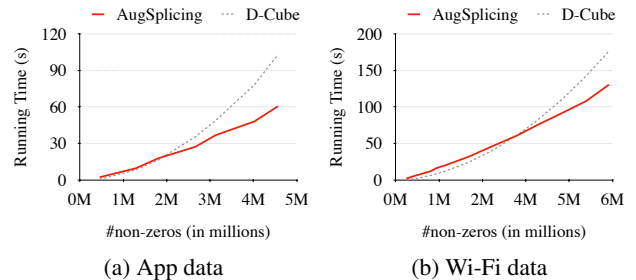 AugSplicing D-Cube
Running Time (s)
120
90
60
30
0
0M 1M 2M 3M 4M 5M
#non-zeros (in millions)
(a) App data
AugSplicing D-Cube
Running Time (s)
200
150
100
50
0
0M 1M 2M 3M 4M 5M 6M
#non-zeros (in millions)
(b) Wi-Fi data